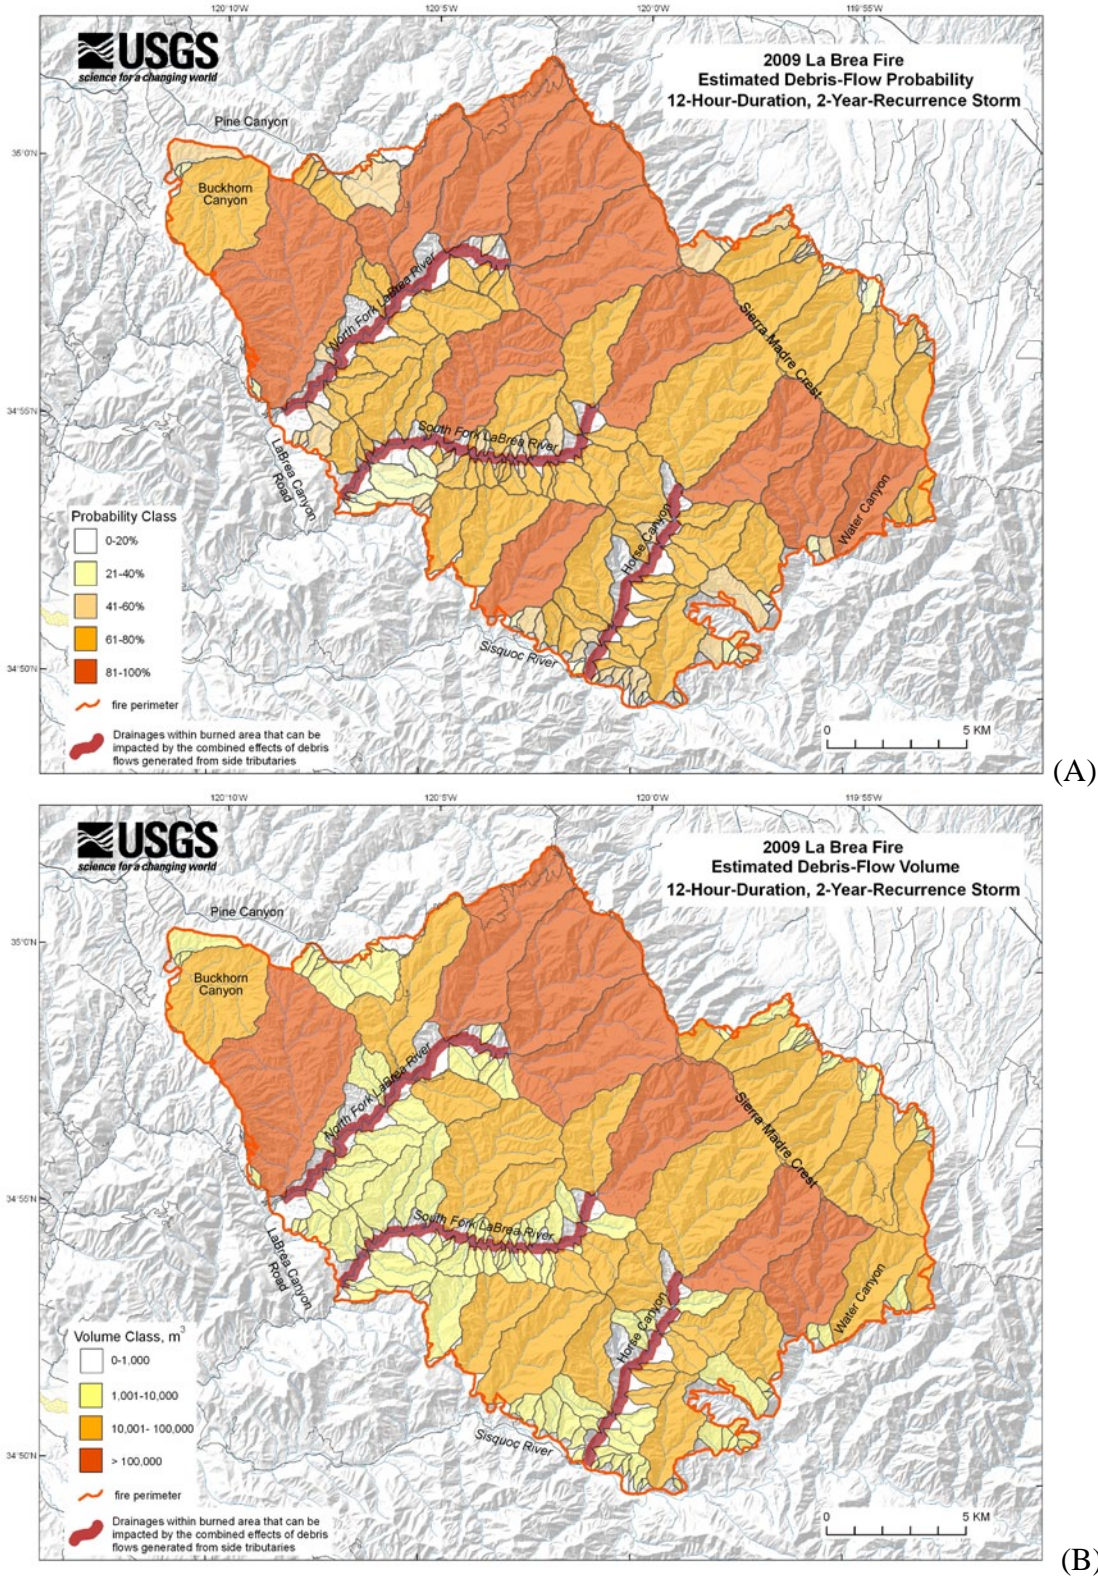 120°10'W 120°5'W 120°0'W 119°55'W
USGS
science for a changing world
2009 La Brea Fire
Estimated Debris-Flow Probability
12-Hour-Duration, 2-Year-Recurrence Storm
Pine Canyon
35°0'N
Buckhorn
Canyon
North Fork LaBrea River
Sierra Madre Crest
34°55'N
South Fork LaBrea River
LaBrea Canyon
Road
Water Canyon
Horse Canyon
Probability Class
0-20%
21-40%
41-60%
61-80%
81-100%
Sisquoc River
34°50'N
fire perimeter
Drainages within burned area that can be
impacted by the combined effects of debris
flows generated from side tributaries
0 5 KM
(A)
120°10'W 120°5'W 120°0'W 119°55'W
USGS
science for a changing world
2009 La Brea Fire
Estimated Debris-Flow Volume
12-Hour-Duration, 2-Year-Recurrence Storm
Pine Canyon
35°0'N
Buckhorn
Canyon
North Fork LaBrea River
Sierra Madre Crest
34°55'N
South Fork LaBrea River
LaBrea Canyon
Road
Water Canyon
Horse Canyon
Volume Class, m³
0-1,000
1,001-10,000
10,001- 100,000
> 100,000
Sisquoc River
34°50'N
fire perimeter
Drainages within burned area that can be
impacted by the combined effects of debris
flows generated from side tributaries
0 5 KM
(B)